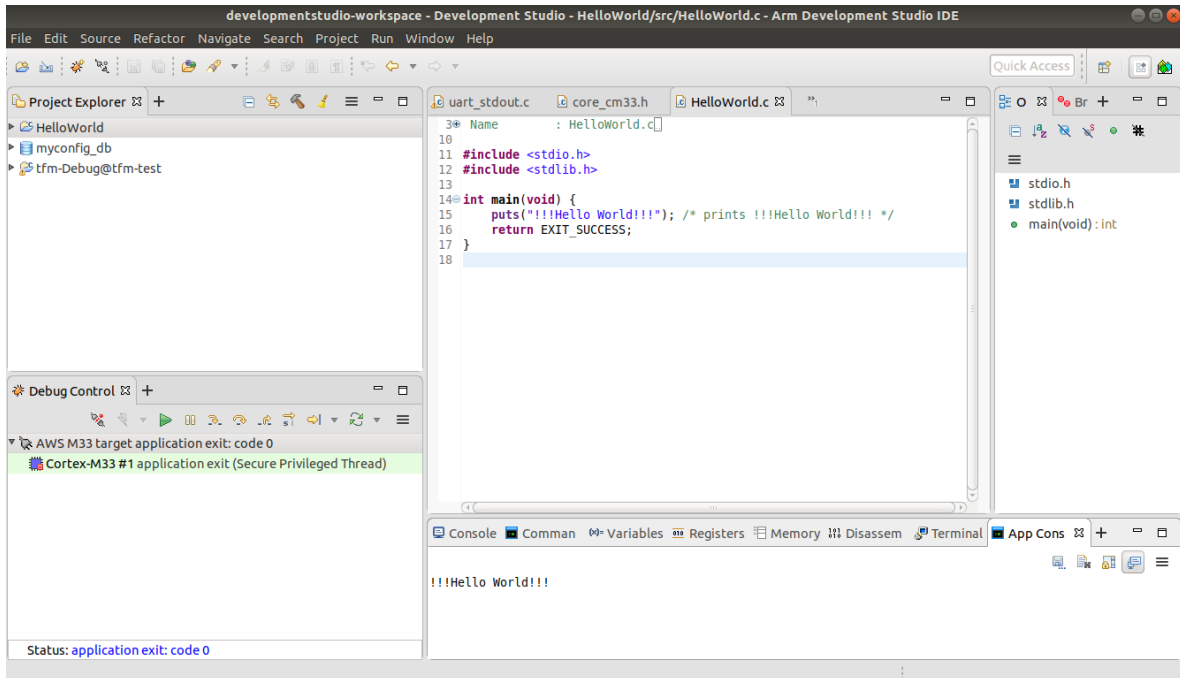 developmentstudio-workspace - Development Studio - HelloWorld/src/HelloWorld.c - Arm Development Studio IDE
File Edit Source Refactor Navigate Search Project Run Window Help
Quick Access
Project Explorer
HelloWorld
myconfig_db
tfm-Debug@tfm-test
uart_stdout.c core_cm33.h HelloWorld.c »1
3 Name : HelloWorld.c
10
11 #include <stdio.h>
12 #include <stdlib.h>
13
14 int main(void) {
15 puts("!!!Hello World!!!"); /* prints !!!Hello World!!! */
16 return EXIT_SUCCESS;
17 }
18
O Br
stdio.h
stdlib.h
main(void) : int
Debug Control
AWS M33 target application exit: code 0
Cortex-M33 #1 application exit (Secure Privileged Thread)
Status: application exit: code 0
Console Comman Variables Registers Memory Disassem Terminal App Cons
!!!Hello World!!!